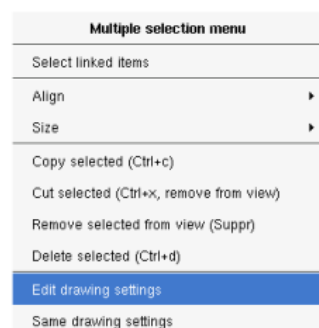 Multiple selection menu
Select linked items
Align
Size
Copy selected (Ctrl+c)
Cut selected (Ctrl+x, remove from view)
Remove selected from view (Suppr)
Delete selected (Ctrl+d)
Edit drawing settings
Same drawing settings